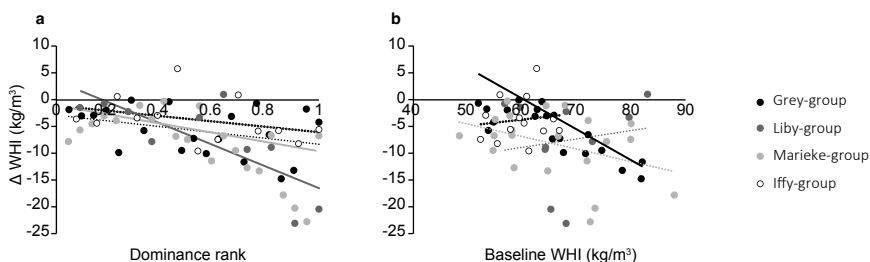 a
b
10
5
0
-5
-10
-15
-20
-25
Δ WHI (kg/m³)
0 0.2 0.4 0.6 0.8 1
Dominance rank
10
5
0
-5
-10
-15
-20
-25
40 50 60 70 80 90
Baseline WHI (kg/m³)
Grey-group
Liby-group
Marieke-group
Iffy-group